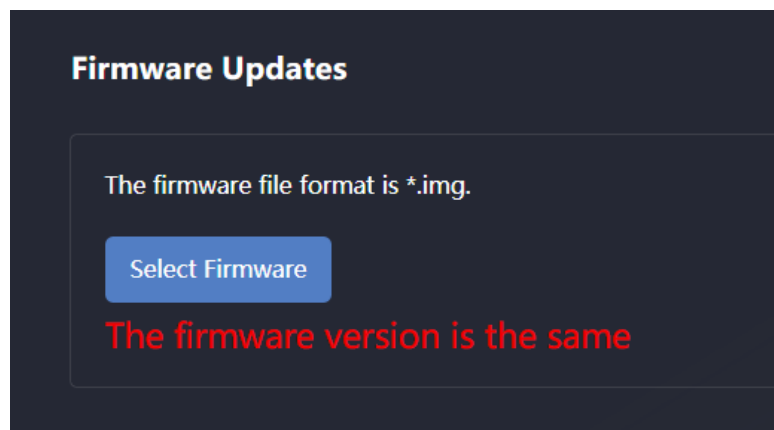 Firmware Updates
The firmware file format is *.img.
Select Firmware
The firmware version is the same